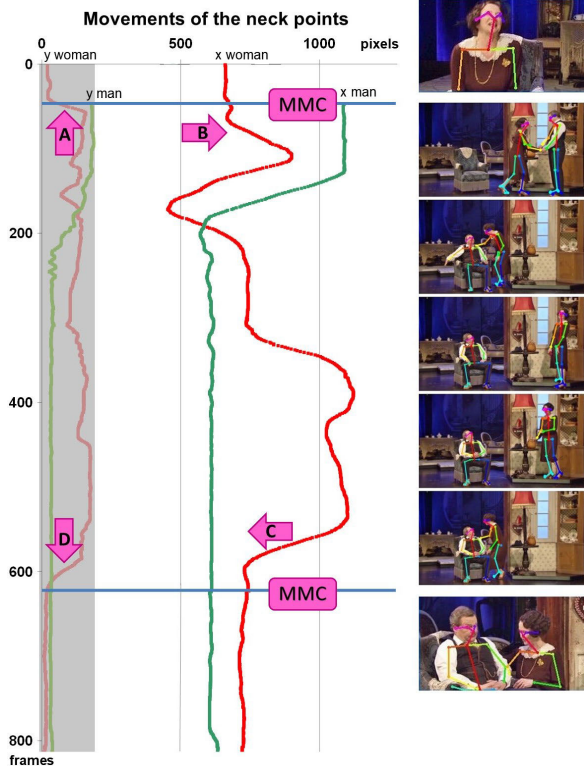 Movements of the neck points
0 500 1000 pixels
y woman x woman
0
y man x man
MMC
A B
200
400
D C
600
MMC
800
frames